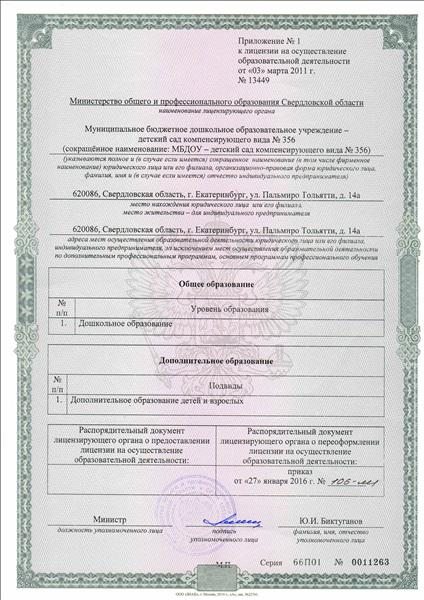 Приложение № 1
к лицензии на осуществление
образовательной деятельности
от «03» марта 2011 г.
№ 13449
Министерство общего и профессионального образования Свердловской области
наименование лицензирующего органа
Муниципальное бюджетное дошкольное образовательное учреждение –
детский сад компенсирующего вида № 356
(сокращённое наименование: МБДОУ – детский сад компенсирующего вида № 356)
(указываются полное и (в случае если имеется) сокращенное наименование (в том числе фирменное
наименование) юридического лица или его филиала, организационно-правовая форма юридического лица,
фамилия, имя и (в случае если имеется) отчество индивидуального предпринимателя)
620086, Свердловская область, г. Екатеринбург, ул. Пальмиро Тольятти, д. 14а
место нахождения юридического лица или его филиала,
место жительства – для индивидуального предпринимателя
620086, Свердловская область, г. Екатеринбург, ул. Пальмиро Тольятти, д. 14а
адреса мест осуществления образовательной деятельности юридического лица или его филиала,
индивидуального предпринимателя, за исключением мест осуществления образовательной деятельности
по дополнительным профессиональным программам, основным программам профессионального обучения
Общее образование
№ п/п Уровень образования
1. Дошкольное образование
Дополнительное образование
№ п/п Подвиды
1. Дополнительное образование детей и взрослых
Распорядительный документ
лицензирующего органа о предоставлении
лицензии на осуществление
образовательной деятельности:
Распорядительный документ
лицензирующего органа о переоформлении
лицензии на осуществление
образовательной деятельности:
приказ
от «27» января 2016 г. № 106-ли
Министр Ю.И. Биктуганов
должность уполномоченного лица
подпись уполномоченного лица
фамилия, имя, отчество уполномоченного лица
М.П.
Серия 66П01 № 0011263